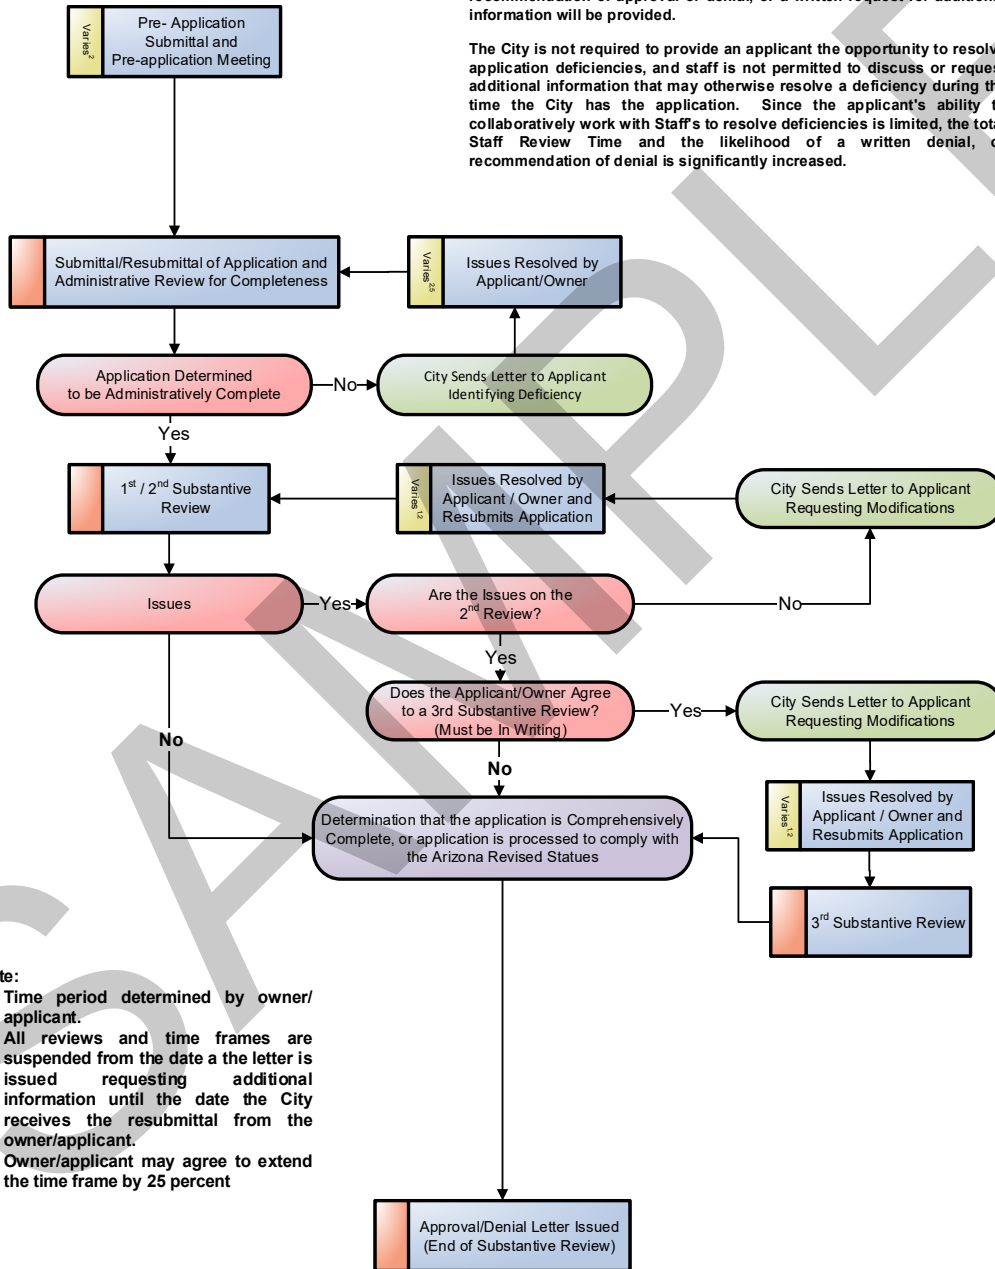 information will be provided.
The City is not required to provide an applicant the opportunity to resolv
application deficiencies, and staff is not permitted to discuss or reques
additional information that may otherwise resolve a deficiency during th
time the City has the application. Since the applicant's ability t
collaboratively work with Staff's to resolve deficiencies is limited, the tota
Staff Review Time and the likelihood of a written denial, o
recommendation of denial is significantly increased.
Varies2
Pre- Application
Submittal and
Pre-application Meeting
Submittal/Resubmittal of Application and
Administrative Review for Completeness
Varies2,5
Issues Resolved by
Applicant/Owner
Application Determined
to be Administratively Complete
No
City Sends Letter to Applicant
Identifying Deficiency
Yes
1st / 2nd Substantive
Review
Varies1,2
Issues Resolved by
Applicant / Owner and
Resubmits Application
City Sends Letter to Applicant
Requesting Modifications
Issues
Yes
Are the Issues on the
2nd Review?
No
Yes
Does the Applicant/Owner Agree
to a 3rd Substantive Review?
(Must be In Writing)
Yes
City Sends Letter to Applicant
Requesting Modifications
No
No
Varies1,2
Issues Resolved by
Applicant / Owner and
Resubmits Application
Determination that the application is Comprehensively
Complete, or application is processed to comply with
the Arizona Revised Statues
3rd Substantive Review
te:
Time period determined by owner/
applicant.
All reviews and time frames are
suspended from the date a the letter is
issued requesting additional
information until the date the City
receives the resubmittal from the
owner/applicant.
Owner/applicant may agree to extend
the time frame by 25 percent
Approval/Denial Letter Issued
(End of Substantive Review)
SAMPLE